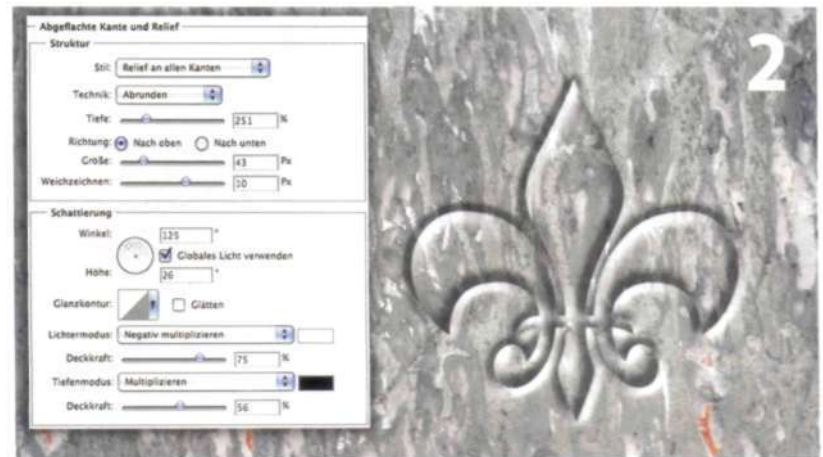 Abgeflachte Kante und Relief
Struktur
Stil: Relief an allen Kanten
Technik: Abrunden
Tiefe: 251 %
Richtung: Nach oben Nach unten
Größe: 43 Px
Weichzeichnen: 10 Px
Schattierung
Winkel: 125 °
Globales Licht verwenden
Höhe: 26 °
Glanzkontur: Glätten
Lichtermodus: Negativ multiplizieren
Deckkraft: 75 %
Tiefenmodus: Multiplizieren
Deckkraft: 56 %
2